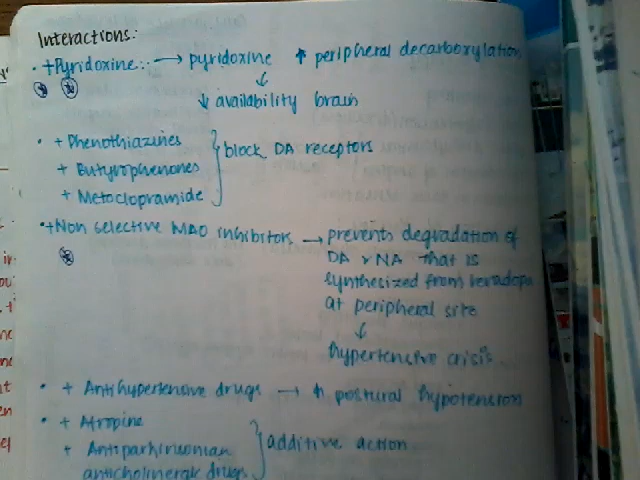 Interactions:
• + Pyridoxine... → pyridoxine ↑ peripheral decarboxylation
↓
↓ availability brain
• + Phenothiazines
+ Butyrophenones } block DA receptors
+ Metoclopramide
• + Non selective MAO inhibitors → prevents degradation of
DA & NA that is
synthesized from levodopa
at peripheral site
↓
hypertensive crisis
• + Antihypertensive drugs → ↑ postural hypotension
• + Atropine
+ Antiparkinsonian } additive action
anticholinergic drugs